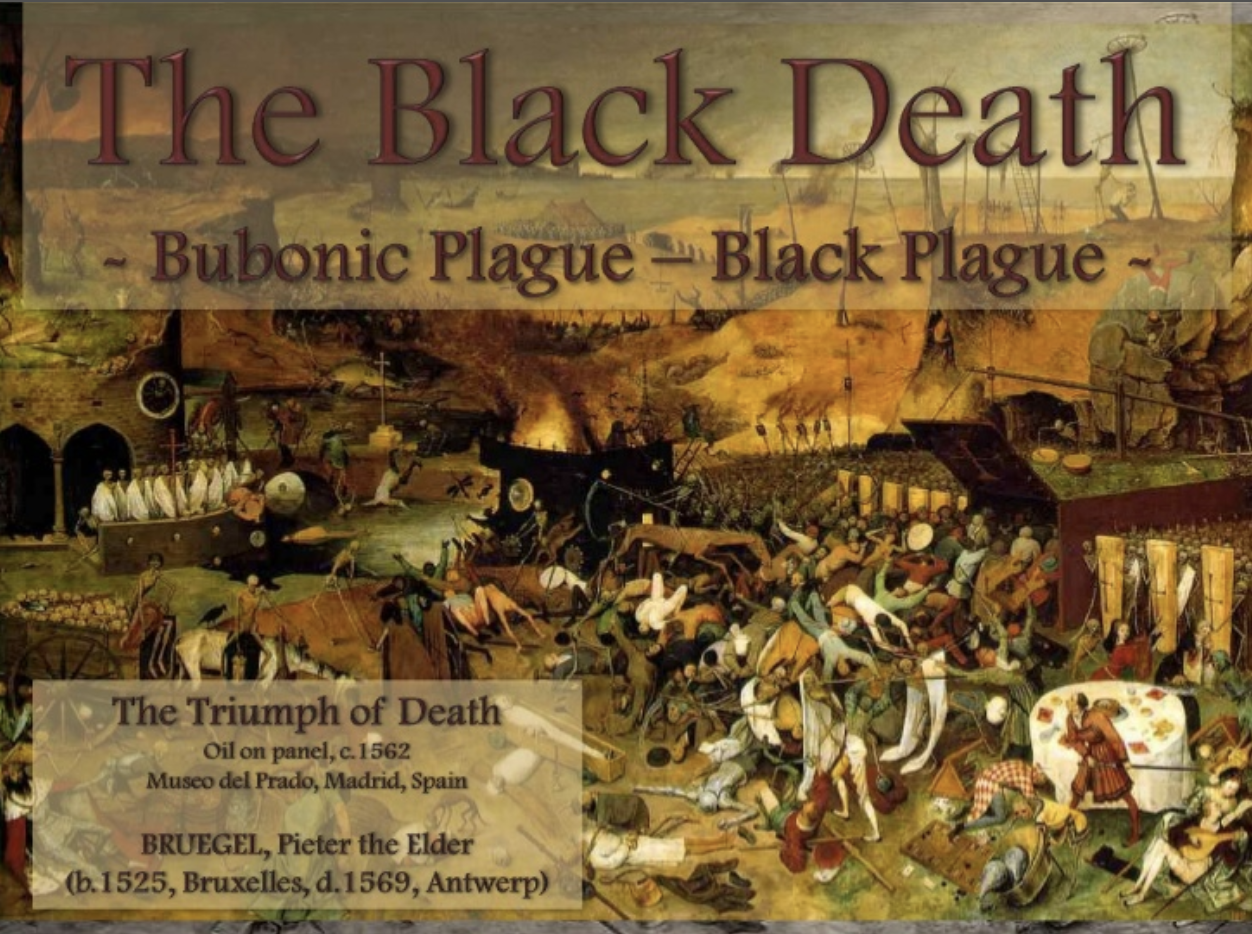 The Black Death
~ Bubonic Plague – Black Plague ~
The Triumph of Death
Oil on panel, c.1562
Museo del Prado, Madrid, Spain
BRUEGEL, Pieter the Elder
(b.1525, Bruxelles, d.1569, Antwerp)